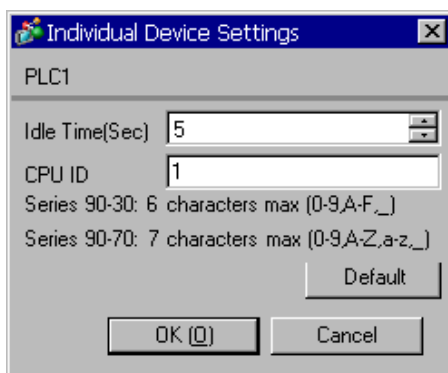 Individual Device Settings
PLC1
Idle Time(Sec) 5
CPU ID 1
Series 90-30: 6 characters max (0-9,A-F,_)
Series 90-70: 7 characters max (0-9,A-Z,a-z,_)
Default
OK (O) Cancel